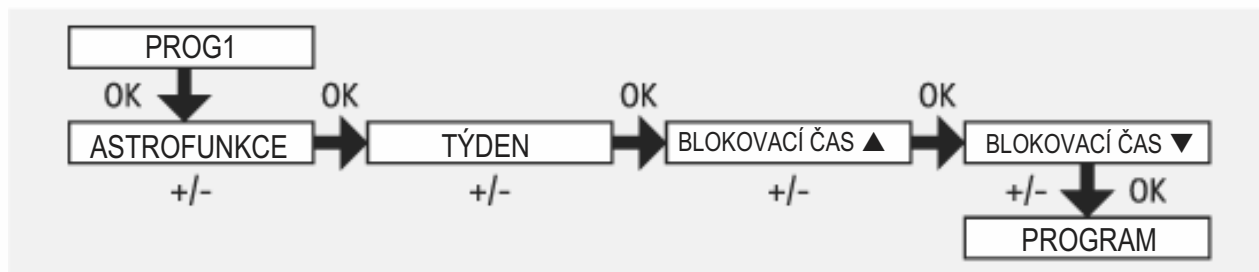 PROG1
OK OK OK OK
ASTROFUNKCE TÝDEN BLOKOVACÍ ČAS ▲ BLOKOVACÍ ČAS ▼
+/- +/- +/- +/- OK
PROGRAM